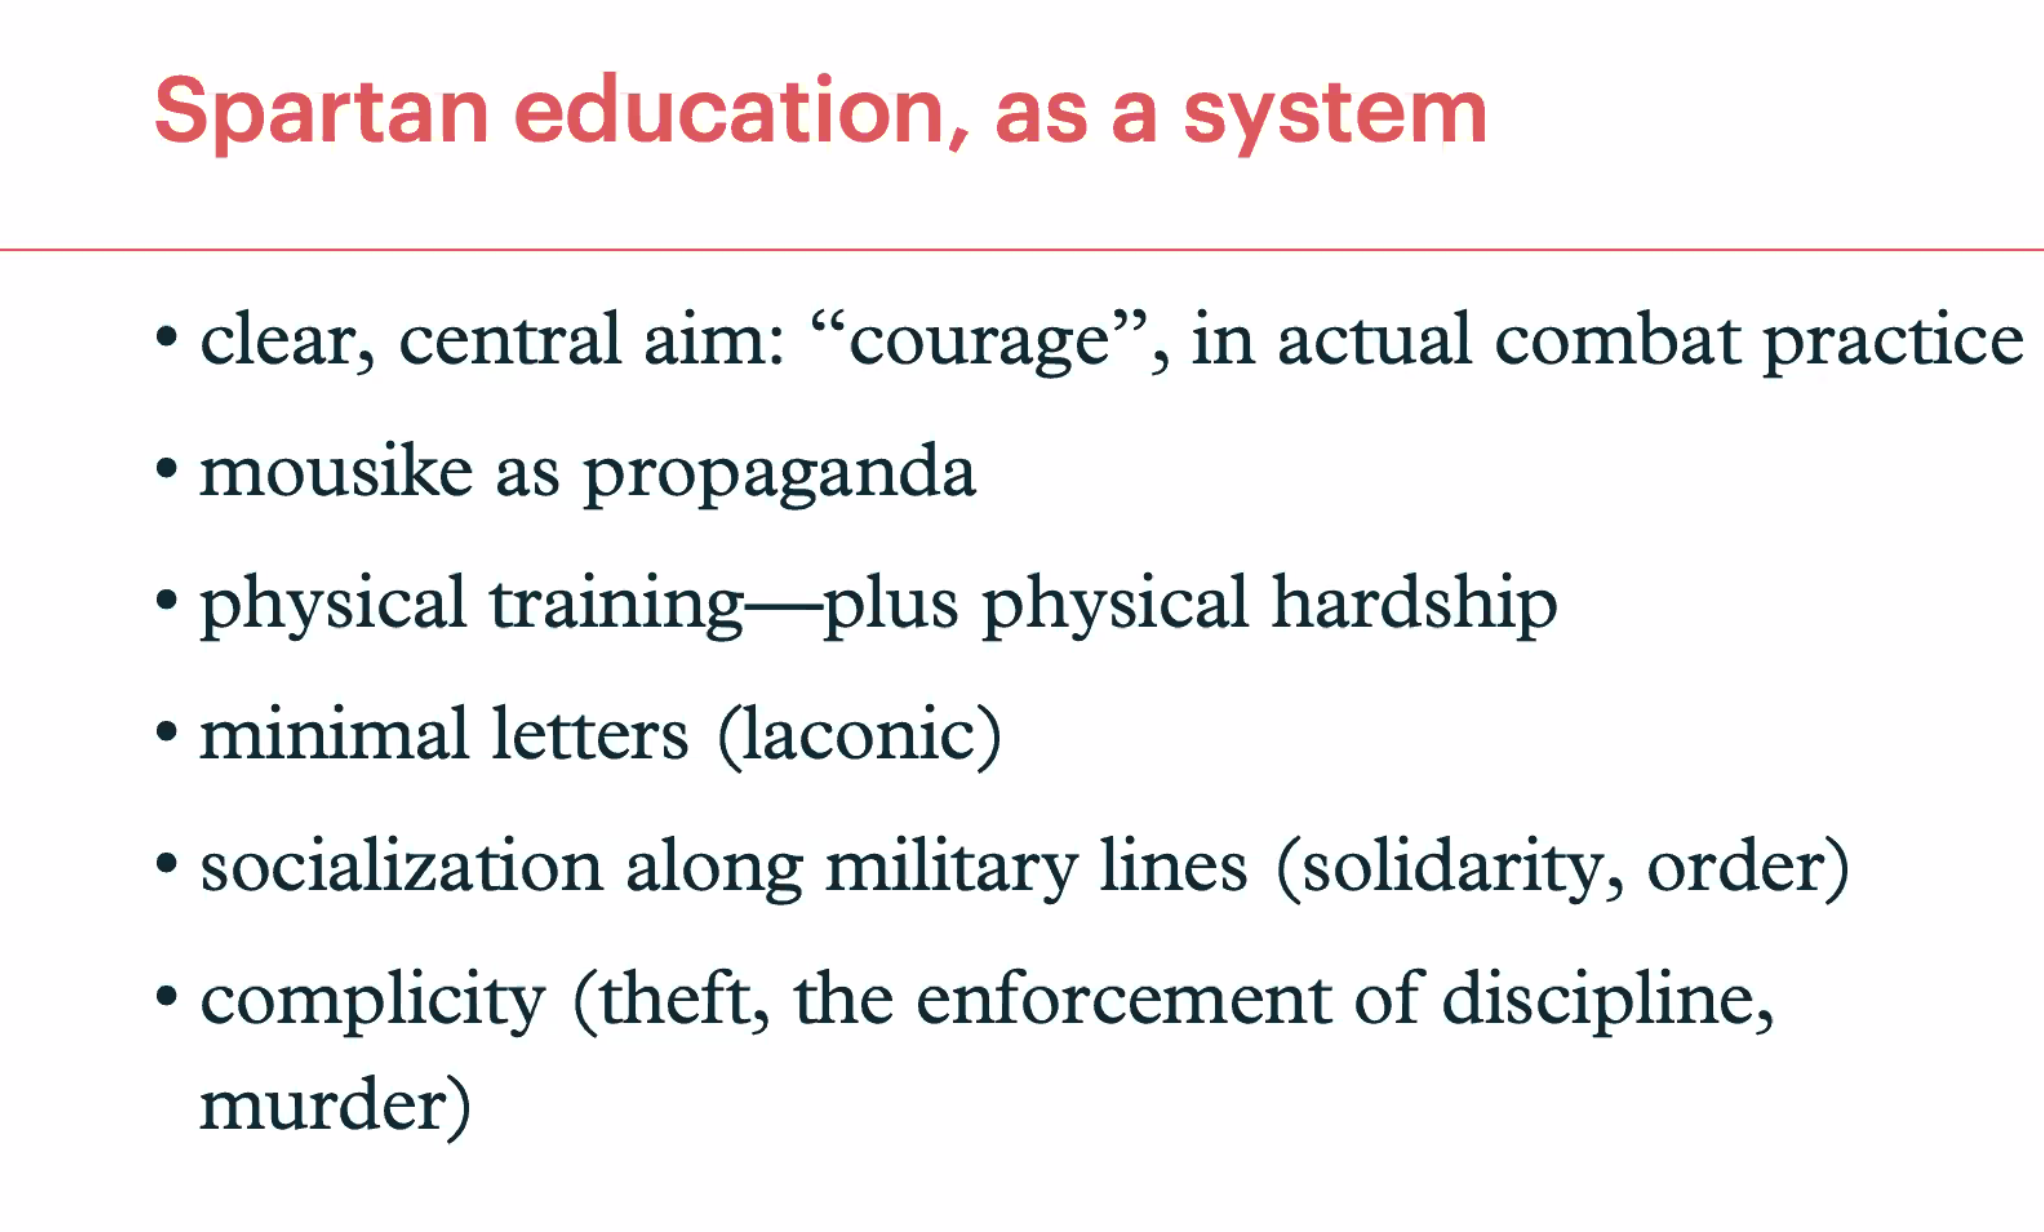 Spartan education, as a system
• clear, central aim: “courage”, in actual combat practice
• mousike as propaganda
• physical training—plus physical hardship
• minimal letters (laconic)
• socialization along military lines (solidarity, order)
• complicity (theft, the enforcement of discipline,
murder)